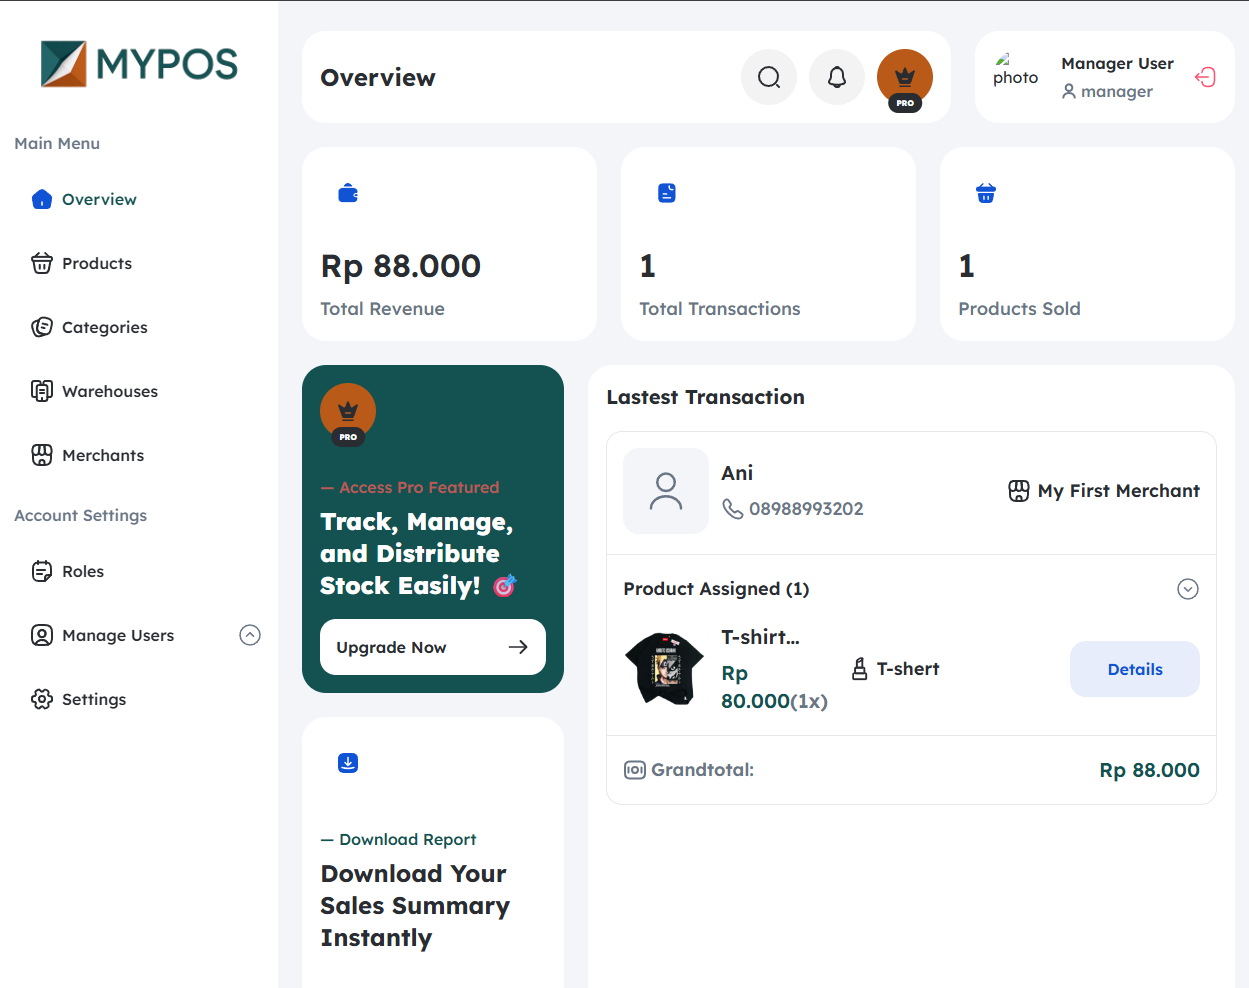 MYPOS
Main Menu
Overview
Products
Categories
Warehouses
Merchants
Account Settings
Roles
Manage Users
Settings
Overview
PRO
photo
Manager User
manager
Rp 88.000
Total Revenue
1
Total Transactions
1
Products Sold
PRO
— Access Pro Featured
Track, Manage,
and Distribute
Stock Easily! 🎯
Upgrade Now
— Download Report
Download Your
Sales Summary
Instantly
Lastest Transaction
Ani
08988993202
My First Merchant
Product Assigned (1)
T-shirt...
Rp
80.000(1x)
T-shert
Details
Grandtotal:
Rp 88.000